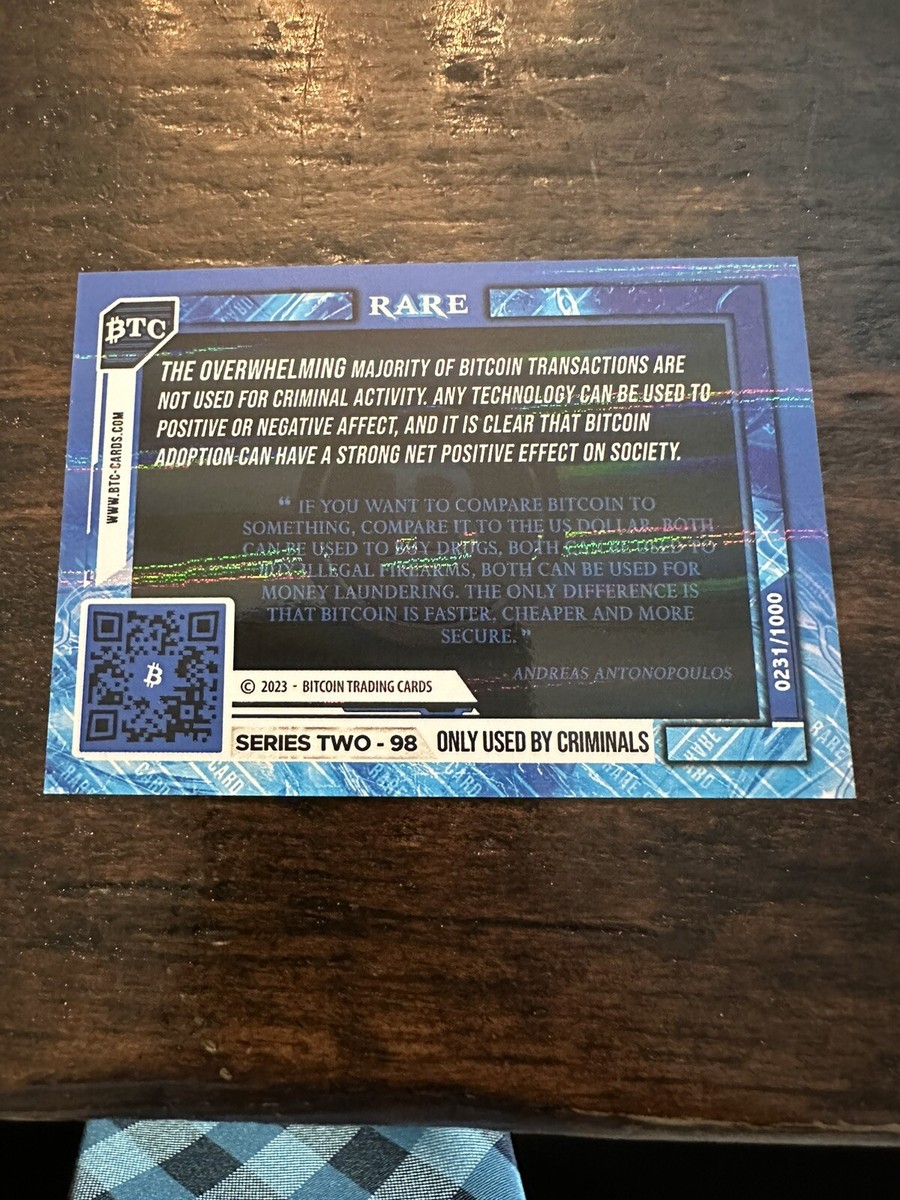 RARE
BTC
THE OVERWHELMING MAJORITY OF BITCOIN TRANSACTIONS ARE
NOT USED FOR CRIMINAL ACTIVITY. ANY TECHNOLOGY CAN BE USED TO
POSITIVE OR NEGATIVE AFFECT, AND IT IS CLEAR THAT BITCOIN
ADOPTION CAN HAVE A STRONG NET POSITIVE EFFECT ON SOCIETY.
WWW.BTC-CARDS.COM
“ IF YOU WANT TO COMPARE BITCOIN TO
SOMETHING, COMPARE IT TO THE US DOLLAR. BOTH
CAN BE USED TO BUY DRUGS, BOTH CAN BE USED TO
BUY ILLEGAL FIREARMS, BOTH CAN BE USED FOR
MONEY LAUNDERING. THE ONLY DIFFERENCE IS
THAT BITCOIN IS FASTER, CHEAPER AND MORE
SECURE. ”
- ANDREAS ANTONOPOULOS
0231/1000
© 2023 - BITCOIN TRADING CARDS
SERIES TWO - 98 ONLY USED BY CRIMINALS